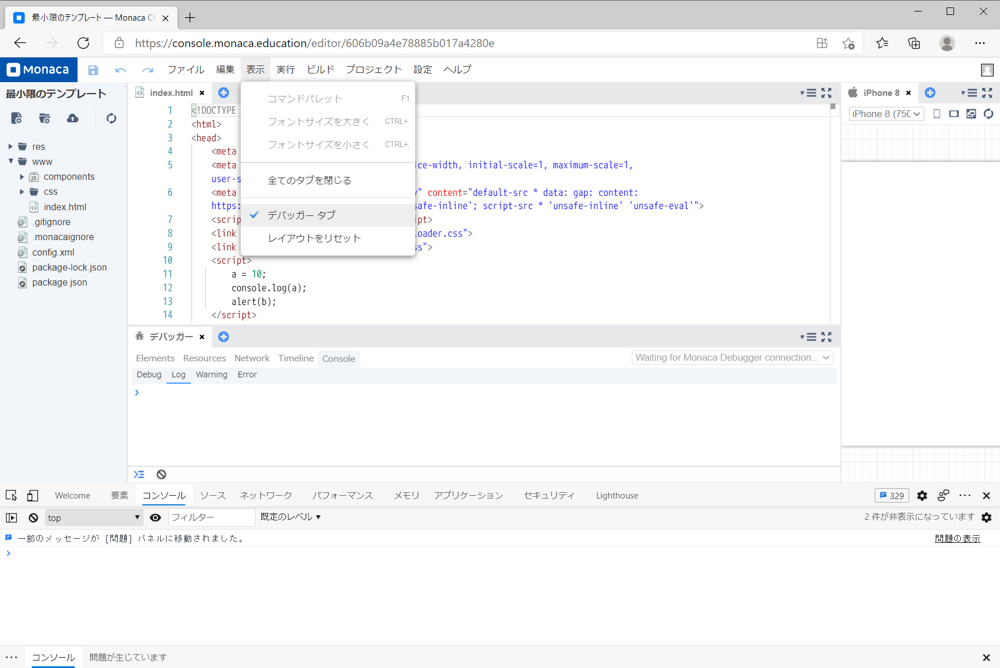 最小限のテンプレート — Monaca Cl
https://console.monaca.education/editor/606b09a4e78885b017a4280e
Monaca
ファイル 編集 表示 実行 ビルド プロジェクト 設定 ヘルプ
最小限のテンプレート
res
www
components
css
index.html
.gitignore
.monacaignore
config.xml
package-lock.json
package.json
index.html
コマンドパレット F1
フォントサイズを大きく CTRL+.
フォントサイズを小さく CTRL+,
全てのタブを閉じる
デバッガー タブ
レイアウトをリセット
1 <!DOCTYPE
2 <html>
3 <head>
4 <meta
5 <meta ice-width, initial-scale=1, maximum-scale=1,
user-s
6 <meta y" content="default-src * data: gap: content:
https: safe-inline'; script-src * 'unsafe-inline' 'unsafe-eval'">
7 <scrip ipt>
8 <link loader.css">
9 <link ss">
10 <script>
11 a = 10;
12 console.log(a);
13 alert(b);
14 </script>
iPhone 8
iPhone 8 (750
デバッガー
Elements Resources Network Timeline Console
Waiting for Monaca Debugger connection...
Debug Log Warning Error
Welcome 要素 コンソール ソース ネットワーク パフォーマンス メモリ アプリケーション セキュリティ Lighthouse
329
top フィルター 既定のレベル
2 件が非表示になっています
一部のメッセージが [問題] パネルに移動されました。
問題の表示
コンソール 問題が生じています